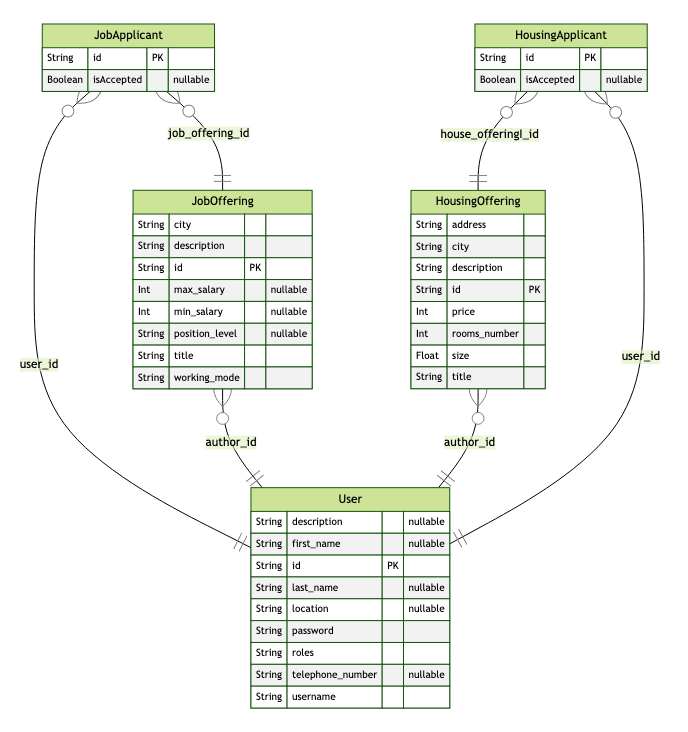 JobApplicant
String id PK
Boolean isAccepted nullable
HousingApplicant
String id PK
Boolean isAccepted nullable
job_offering_id
house_offeringI_id
JobOffering
String city
String description
String id PK
Int max_salary nullable
Int min_salary nullable
String position_level nullable
String title
String working_mode
HousingOffering
String address
String city
String description
String id PK
Int price
Int rooms_number
Float size
String title
user_id
user_id
author_id
author_id
User
String description nullable
String first_name nullable
String id PK
String last_name nullable
String location nullable
String password
String roles
String telephone_number nullable
String username